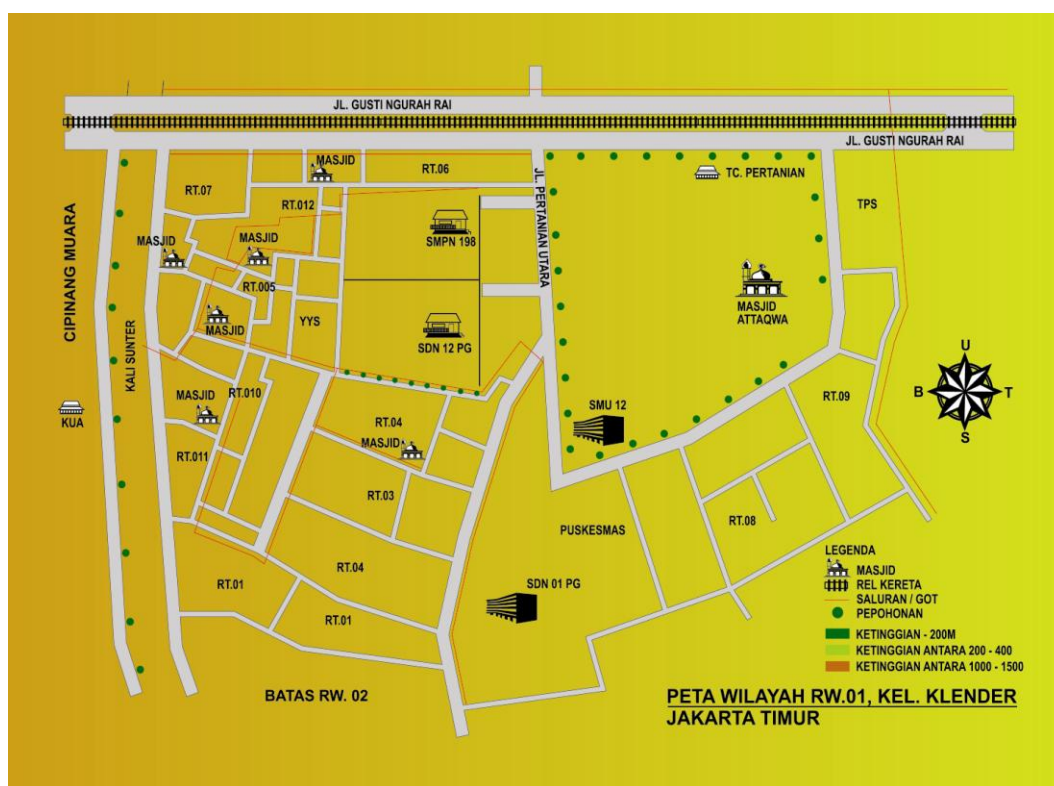 JL. GUSTI NGURAH RAI
JL. GUSTI NGURAH RAI
MASJID
RT.06
RT.07
TC. PERTANIAN
RT.012
TPS
JL. PERTANIAN UTARA
SMPN 198
MASJID
MASJID
CIPINANG MUARA
KALI SUNTER
RT.005
MASJID
ATTAQWA
YYS
MASJID
SDN 12 PG
U
B
T
S
MASJID
RT.010
RT.09
SMU 12
KUA
RT.04
MASJID
RT.011
RT.03
PUSKESMAS
RT.08
RT.04
RT.01
SDN 01 PG
RT.01
LEGENDA
MASJID
REL KERETA
SALURAN / GOT
PEPOHONAN
KETINGGIAN - 200M
KETINGGIAN ANTARA 200 - 400
KETINGGIAN ANTARA 1000 - 1500
BATAS RW. 02
PETA WILAYAH RW.01, KEL. KLENDER
JAKARTA TIMUR